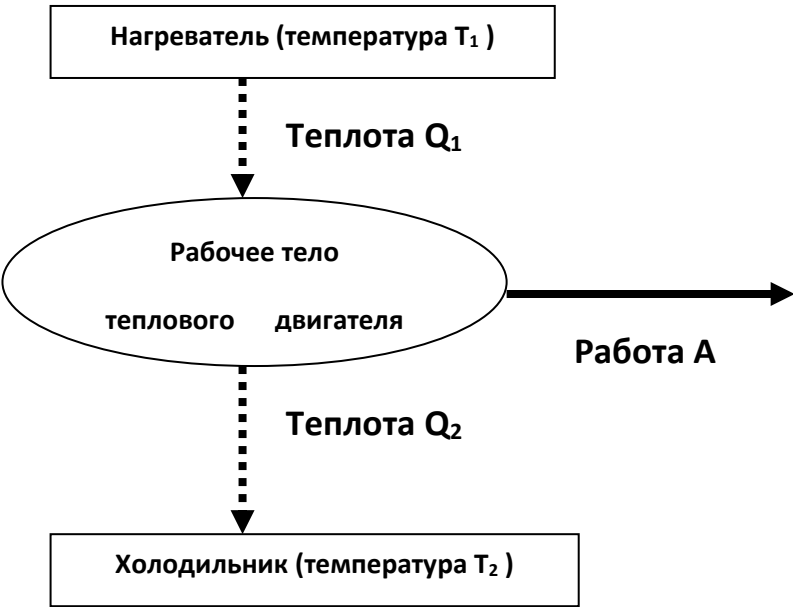 Нагреватель (температура T₁ )
Теплота Q₁
Рабочее тело
теплового двигателя
Работа А
Теплота Q₂
Холодильник (температура T₂ )